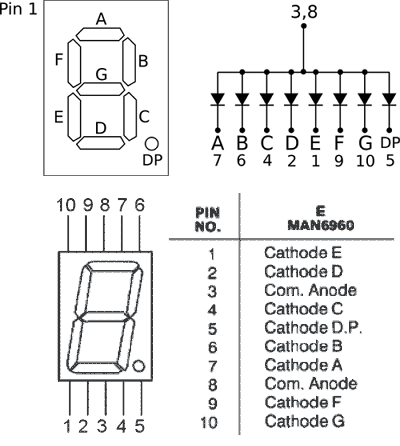 Pin 1
A
F
B
G
E
C
D
DP
3,8
A B C D E F G DP
7 6 4 2 1 9 10 5
10 9 8 7 6
1 2 3 4 5
PIN NO. E MAN6960
1 Cathode E
2 Cathode D
3 Com. Anode
4 Cathode C
5 Cathode D.P.
6 Cathode B
7 Cathode A
8 Com. Anode
9 Cathode F
10 Cathode G